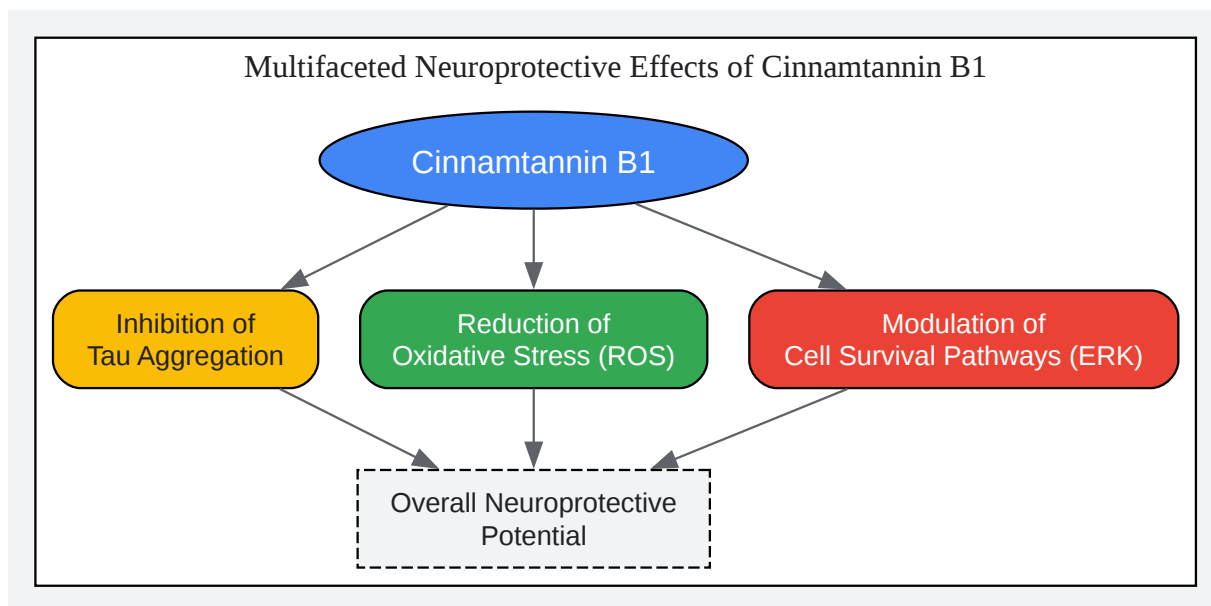 Multifaceted Neuroprotective Effects of Cinnamtannin B1
Cinnamtannin B1
Inhibition of
Tau Aggregation
Reduction of
Oxidative Stress (ROS)
Modulation of
Cell Survival Pathways (ERK)
Overall Neuroprotective
Potential